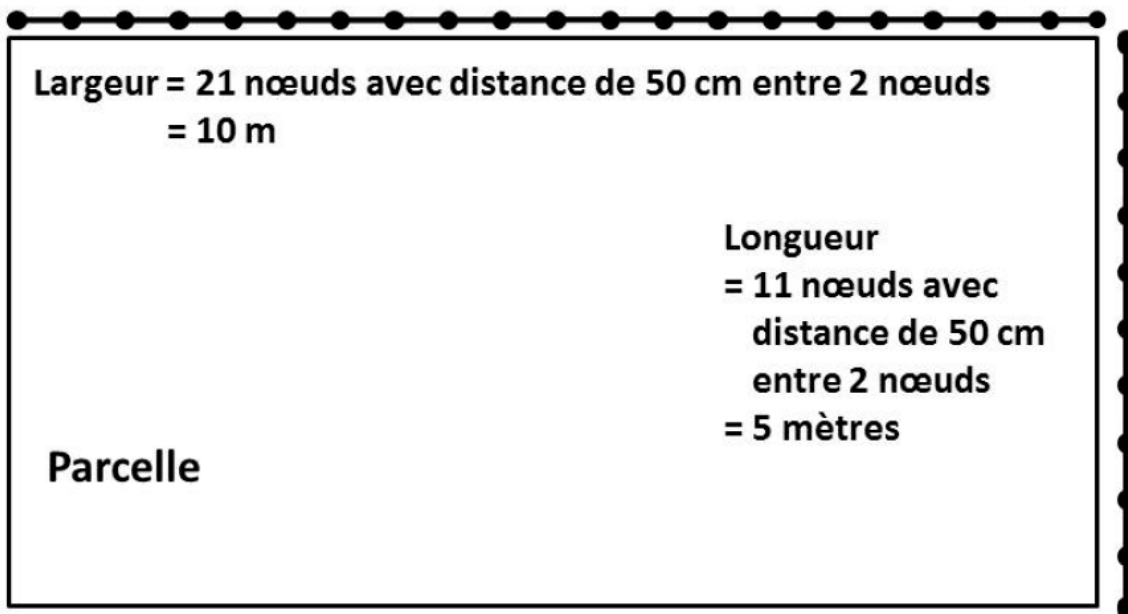 Largeur = 21 nœuds avec distance de 50 cm entre 2 nœuds
= 10 m
Longueur
= 11 nœuds avec
distance de 50 cm
entre 2 nœuds
= 5 mètres
Parcelle